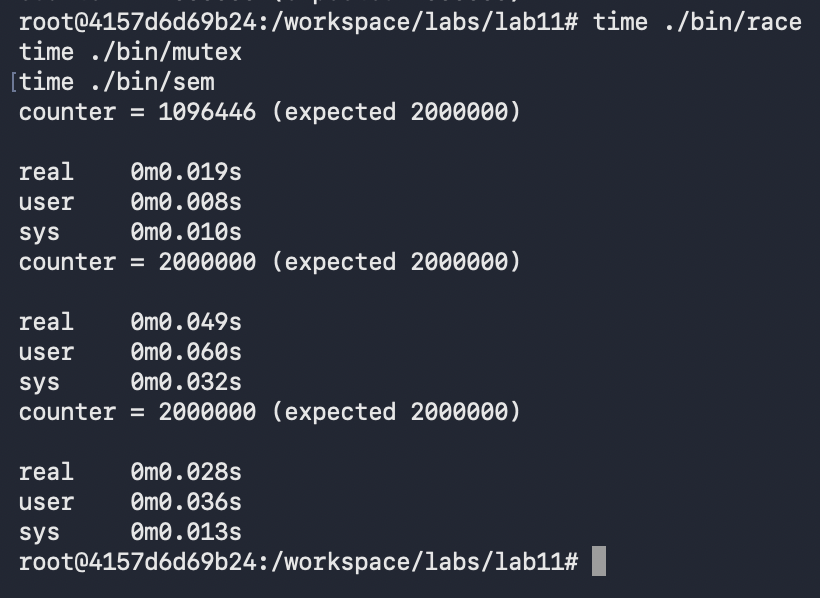 root@4157d6d69b24:/workspace/labs/lab11# time ./bin/race
time ./bin/mutex
[time ./bin/sem
counter = 1096446 (expected 2000000)
real 0m0.019s
user 0m0.008s
sys 0m0.010s
counter = 2000000 (expected 2000000)
real 0m0.049s
user 0m0.060s
sys 0m0.032s
counter = 2000000 (expected 2000000)
real 0m0.028s
user 0m0.036s
sys 0m0.013s
root@4157d6d69b24:/workspace/labs/lab11#